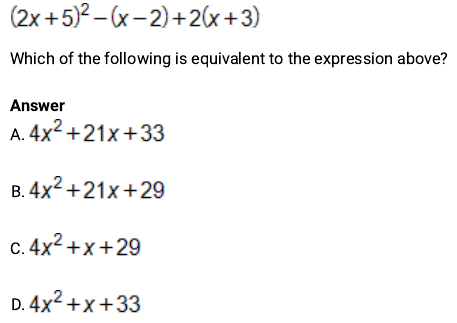 (2x+5)² – (x – 2) + 2(x + 3)
Which of the following is equivalent to the expression above?
Answer
A. 4x² + 21x + 33
B. 4x² + 21x + 29
C. 4x² + x + 29
D. 4x² + x + 33